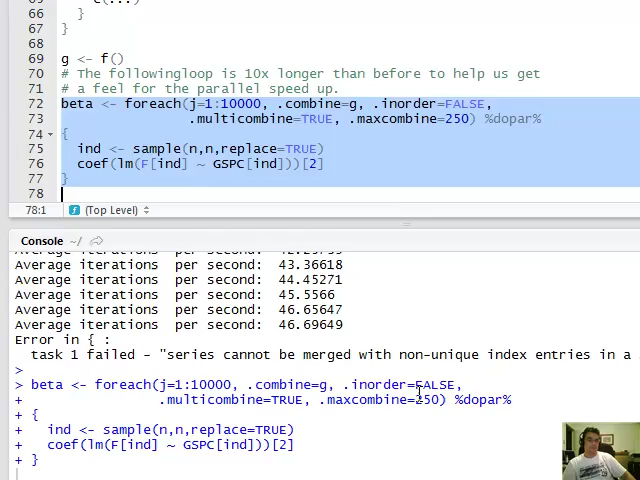 66 }
67 }
68
69 g <- f()
70 # The followingloop is 10x longer than before to help us get
71 # a feel for the parallel speed up.
72 beta <- foreach(j=1:10000, .combine=g, .inorder=FALSE,
73 .multicombine=TRUE, .maxcombine=250) %dopar%
74 {
75 ind <- sample(n,n,replace=TRUE)
76 coef(lm(F[ind] ~ GSPC[ind]))[2]
77 }
78
78:1 (Top Level)
Console ~/
Average iterations per second:
Average iterations per second: 43.36618
Average iterations per second: 44.45271
Average iterations per second: 45.5566
Average iterations per second: 46.65647
Average iterations per second: 46.69649
Error in { :
task 1 failed - "series cannot be merged with non-unique index entries in a
>
> beta <- foreach(j=1:10000, .combine=g, .inorder=FALSE,
+ .multicombine=TRUE, .maxcombine=250) %dopar%
+ {
+ ind <- sample(n,n,replace=TRUE)
+ coef(lm(F[ind] ~ GSPC[ind]))[2]
+ }